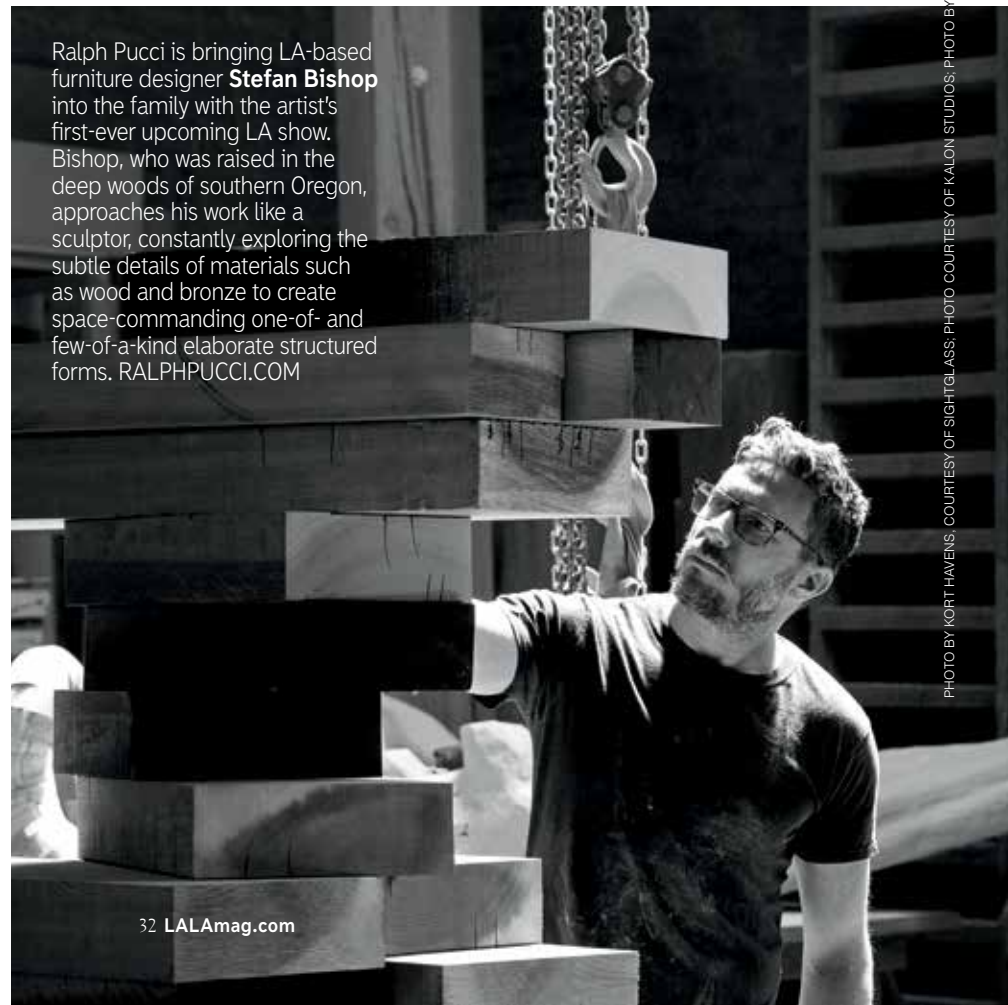 Ralph Pucci is bringing LA-based
furniture designer Stefan Bishop
into the family with the artist’s
first-ever upcoming LA show.
Bishop, who was raised in the
deep woods of southern Oregon,
approaches his work like a
sculptor, constantly exploring the
subtle details of materials such
as wood and bronze to create
space-commanding one-of- and
few-of-a-kind elaborate structured
forms. RALPHPUCCI.COM
PHOTO BY KORT HAVENS, COURTESY OF SIGHTGLASS; PHOTO COURTESY OF KALON STUDIOS; PHOTO BY
32 LALAmag.com